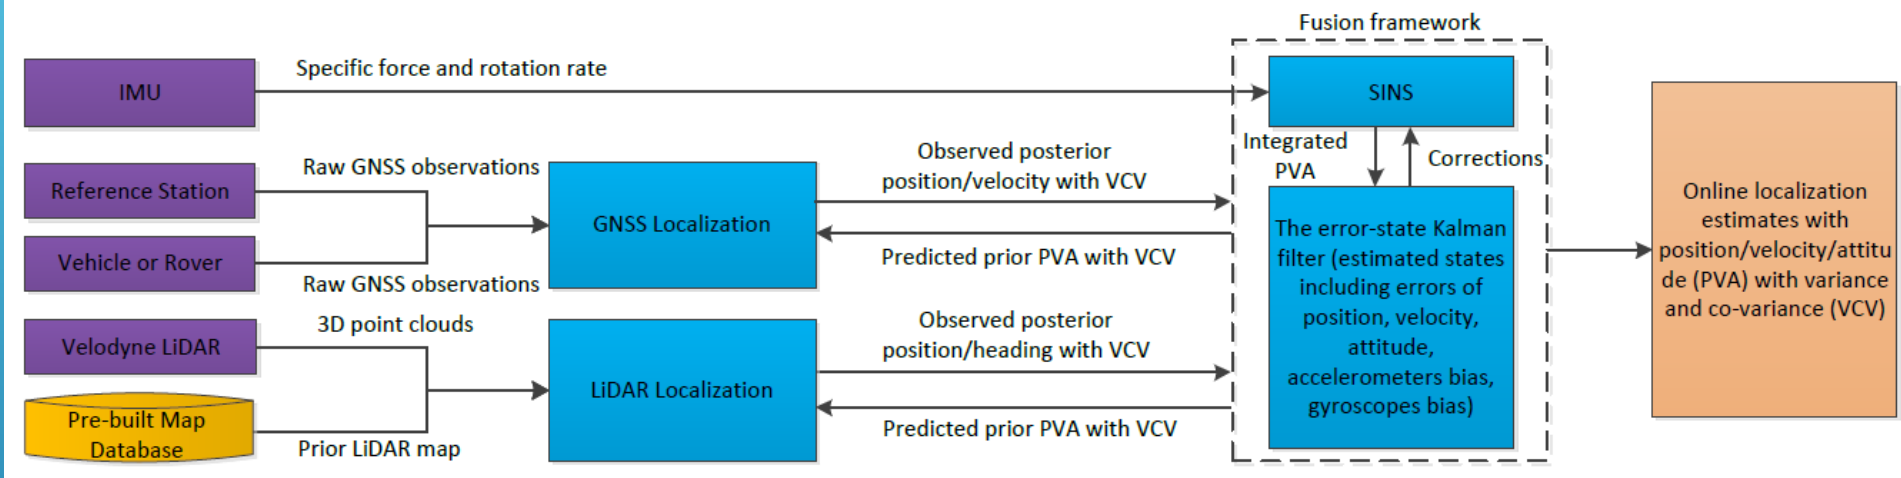 Fusion framework
Specific force and rotation rate
IMU
SINS
Integrated
PVA
Corrections
Raw GNSS observations
Reference Station
Vehicle or Rover
Raw GNSS observations
GNSS Localization
Observed posterior
position/velocity with VCV
Predicted prior PVA with VCV
3D point clouds
Velodyne LiDAR
Pre-built Map
Database
Prior LiDAR map
LiDAR Localization
Observed posterior
position/heading with VCV
Predicted prior PVA with VCV
The error-state Kalman
filter (estimated states
including errors of
position, velocity,
attitude,
accelerometers bias,
gyroscopes bias)
Online localization
estimates with
position/velocity/attitu
de (PVA) with variance
and co-variance (VCV)